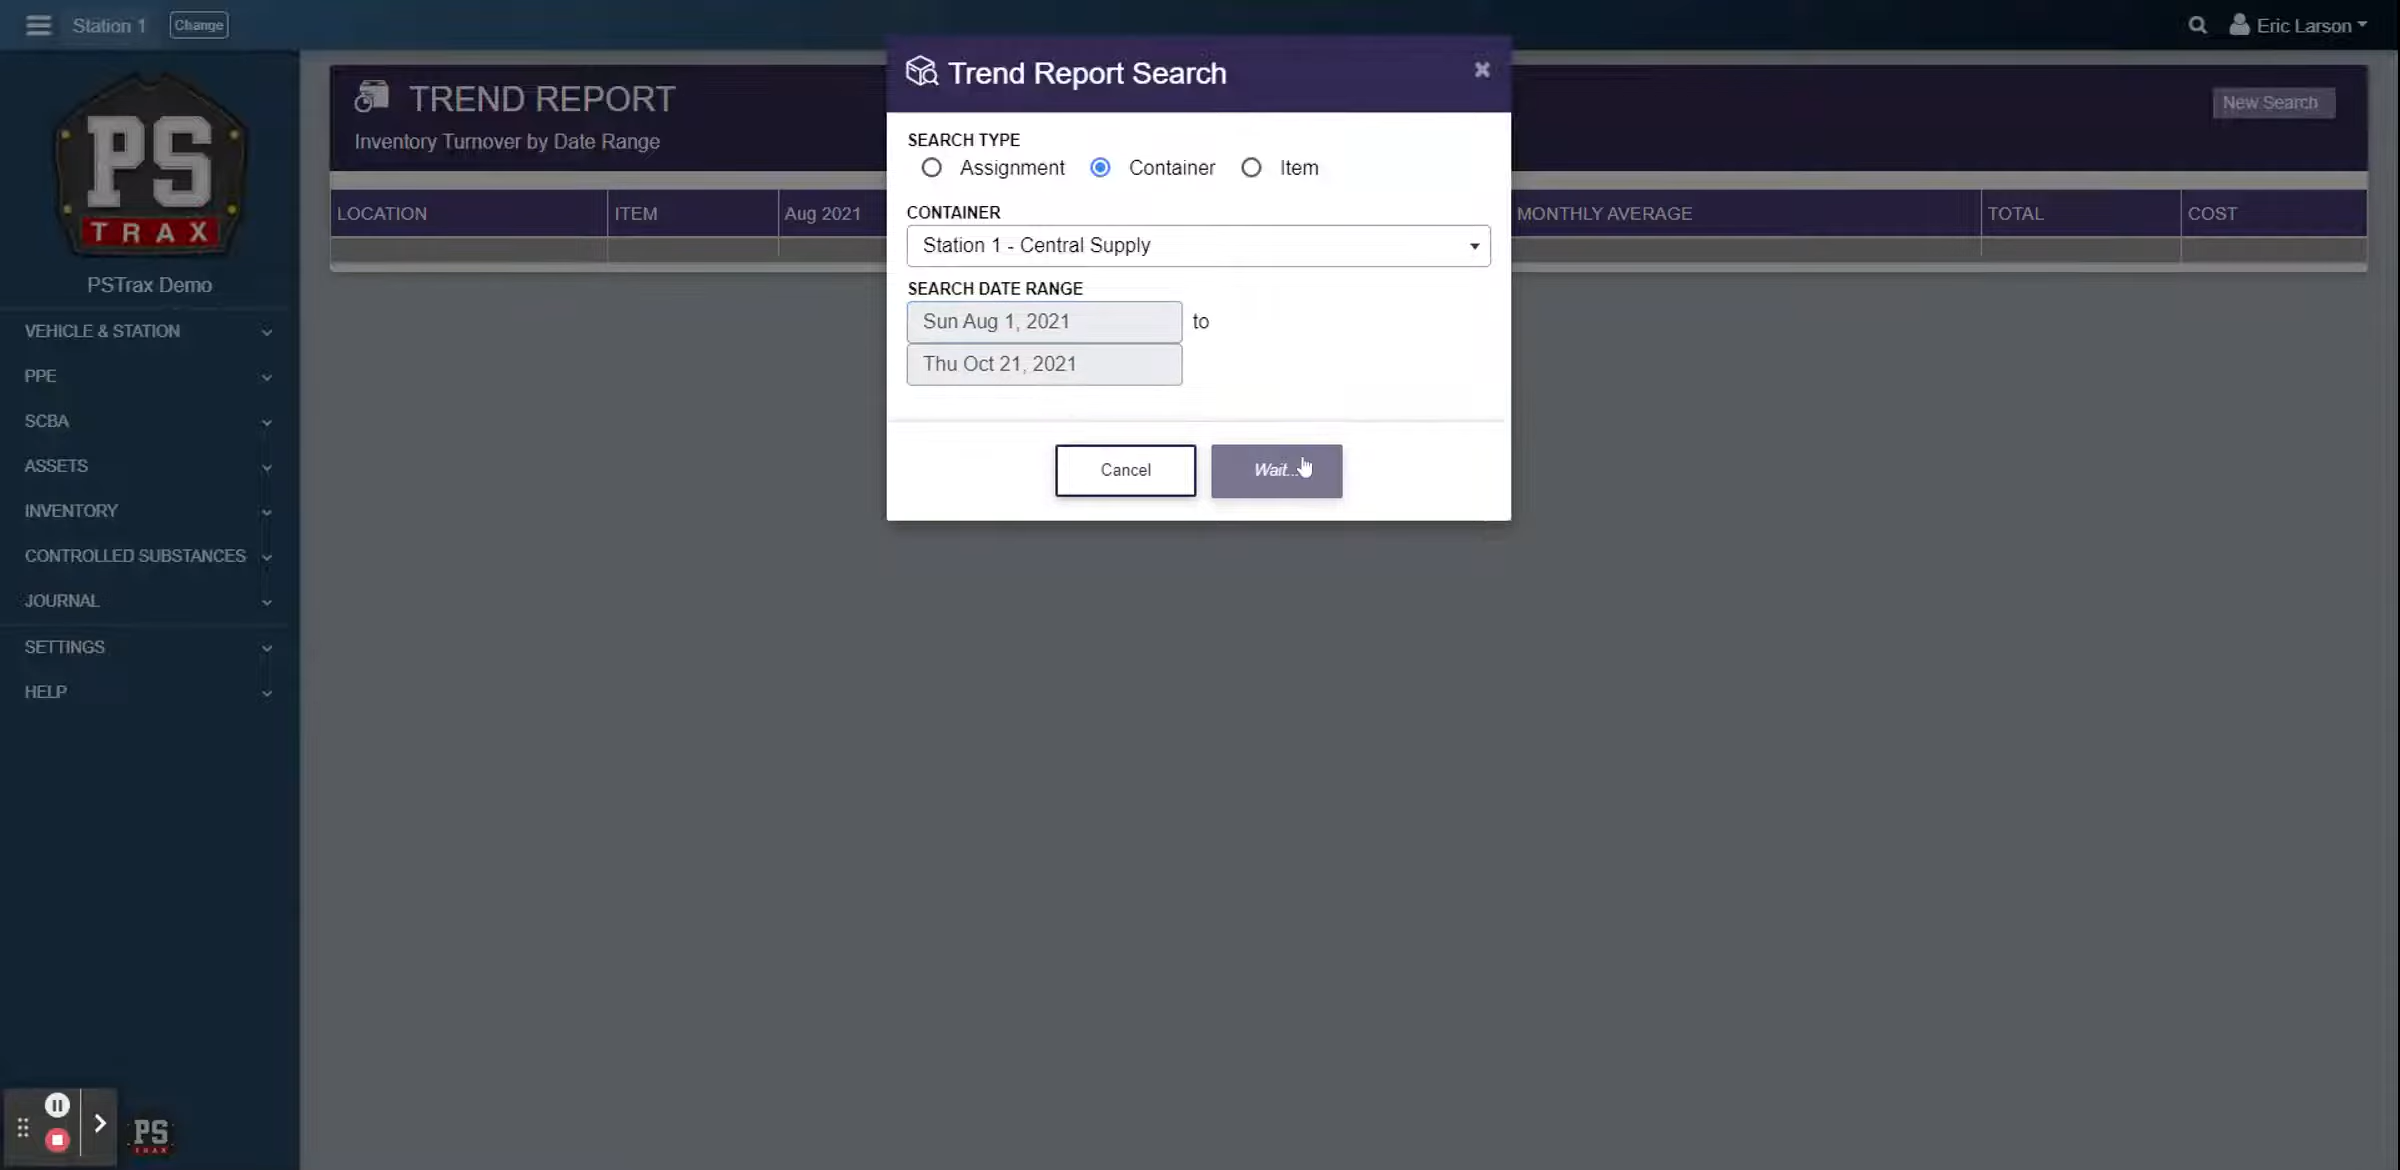 Station 1 Change
Eric Larson
PS
TRAX
PSTrax Demo
VEHICLE & STATION
PPE
SCBA
ASSETS
INVENTORY
CONTROLLED SUBSTANCES
JOURNAL
SETTINGS
HELP
PS
TRAX
TREND REPORT
Inventory Turnover by Date Range
New Search
LOCATION ITEM Aug 2021 MONTHLY AVERAGE TOTAL COST
Trend Report Search
SEARCH TYPE
Assignment Container Item
CONTAINER
Station 1 - Central Supply
SEARCH DATE RANGE
Sun Aug 1, 2021 to
Thu Oct 21, 2021
Cancel Wait...